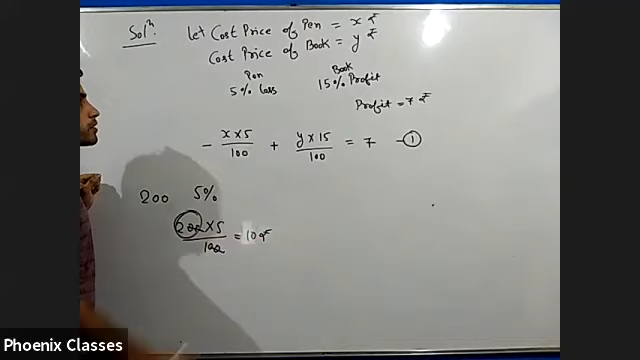 Solⁿ. Let Cost Price of Pen = x ₹
Cost Price of Book = y ₹
Pen Book
5% loss 15% Profit
Profit = 7 ₹
- x×5/100 + y×15/100 = 7 —①
200 5%
200×5/100 = 10 ₹
Phoenix Classes